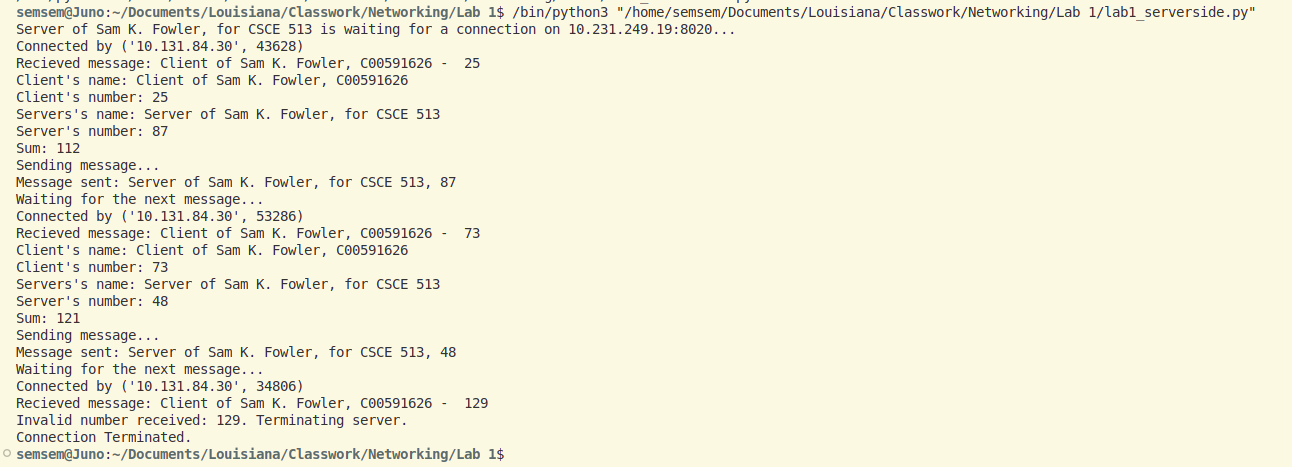 semsem@Juno:~/Documents/Louisiana/Classwork/Networking/Lab 1$ /bin/python3 "/home/semsem/Documents/Louisiana/Classwork/Networking/Lab 1/lab1_serverside.py"
Server of Sam K. Fowler, for CSCE 513 is waiting for a connection on 10.231.249.19:8020...
Connected by ('10.131.84.30', 43628)
Recieved message: Client of Sam K. Fowler, C00591626 -  25
Client's name: Client of Sam K. Fowler, C00591626
Client's number: 25
Servers's name: Server of Sam K. Fowler, for CSCE 513
Server's number: 87
Sum: 112
Sending message...
Message sent: Server of Sam K. Fowler, for CSCE 513, 87
Waiting for the next message...
Connected by ('10.131.84.30', 53286)
Recieved message: Client of Sam K. Fowler, C00591626 -  73
Client's name: Client of Sam K. Fowler, C00591626
Client's number: 73
Servers's name: Server of Sam K. Fowler, for CSCE 513
Server's number: 48
Sum: 121
Sending message...
Message sent: Server of Sam K. Fowler, for CSCE 513, 48
Waiting for the next message...
Connected by ('10.131.84.30', 34806)
Recieved message: Client of Sam K. Fowler, C00591626 -  129
Invalid number received: 129. Terminating server.
Connection Terminated.
semsem@Juno:~/Documents/Louisiana/Classwork/Networking/Lab 1$